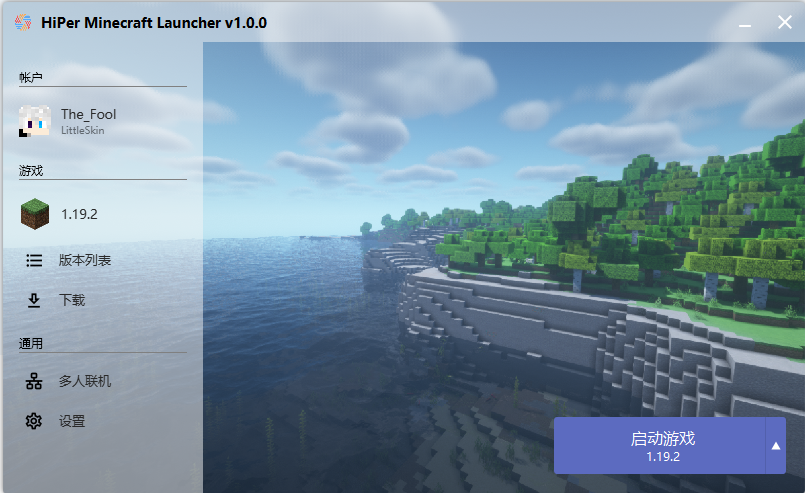 HiPer Minecraft Launcher v1.0.0
帐户
The_Fool
LittleSkin
游戏
1.19.2
版本列表
下载
通用
多人联机
设置
启动游戏
1.19.2